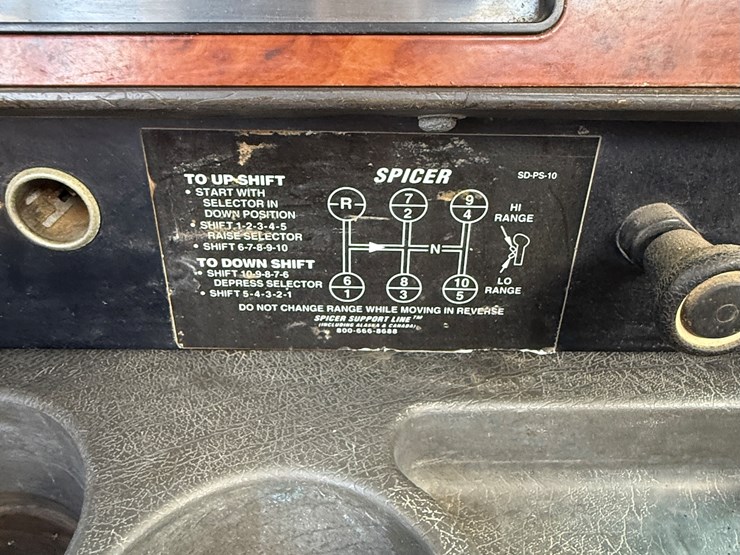 SPICER
SD-PS-10
TO UPSHIFT
• START WITH
SELECTOR IN
DOWN POSITION
• SHIFT 1-2-3-4-5
RAISE SELECTOR
• SHIFT 6-7-8-9-10
TO DOWN SHIFT
• SHIFT 10-9-8-7-6
DEPRESS SELECTOR
• SHIFT 5-4-3-2-1
R
7
2
9
4
N
6
1
8
3
10
5
HI
RANGE
LO
RANGE
DO NOT CHANGE RANGE WHILE MOVING IN REVERSE
SPICER SUPPORT LINE™
(INCLUDING ALASKA & CANADA)
800-666-8688